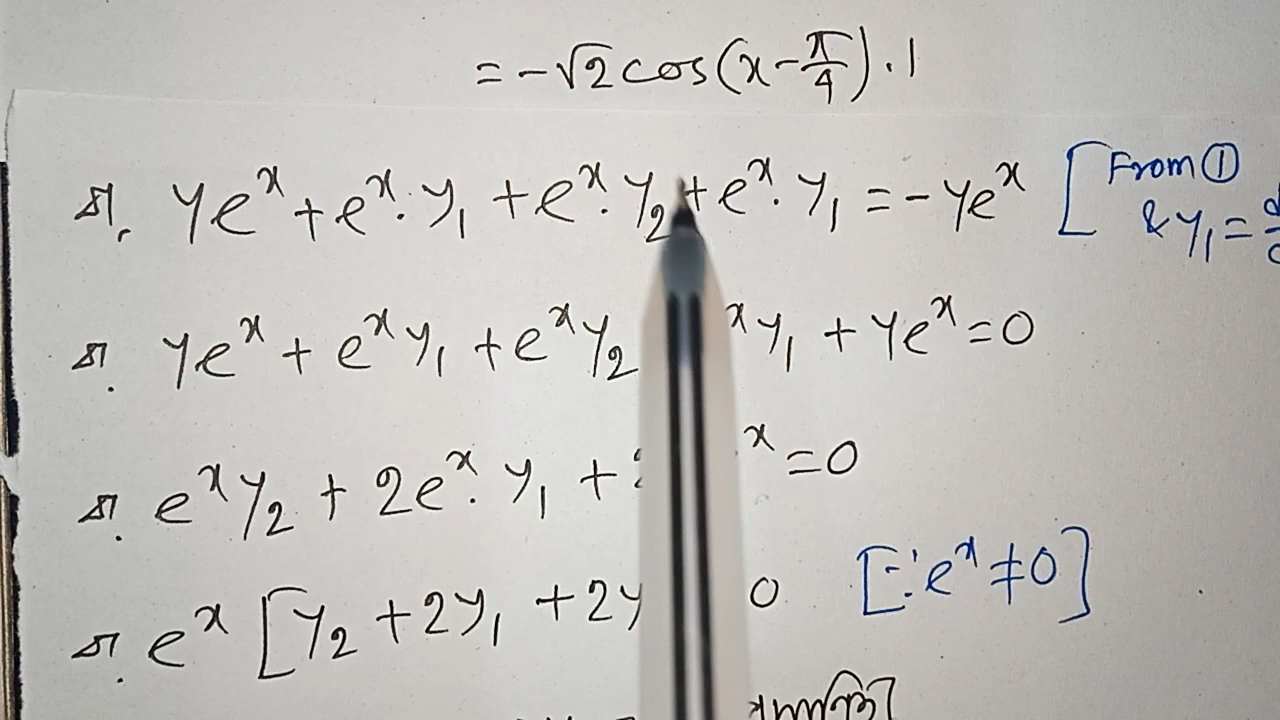 = -√2 cos(x - π/4) . 1
বা, ye^x + e^x . y₁ + e^x . y₂ + e^x . y₁ = -ye^x [From ① & y₁ =
বা, ye^x + e^x y₁ + e^x y₂ ^x y₁ + ye^x = 0
বা, e^x y₂ + 2e^x . y₁ + ^x = 0
বা, e^x [y₂ + 2y₁ + 2y 0 [∵ e^x ≠ 0]